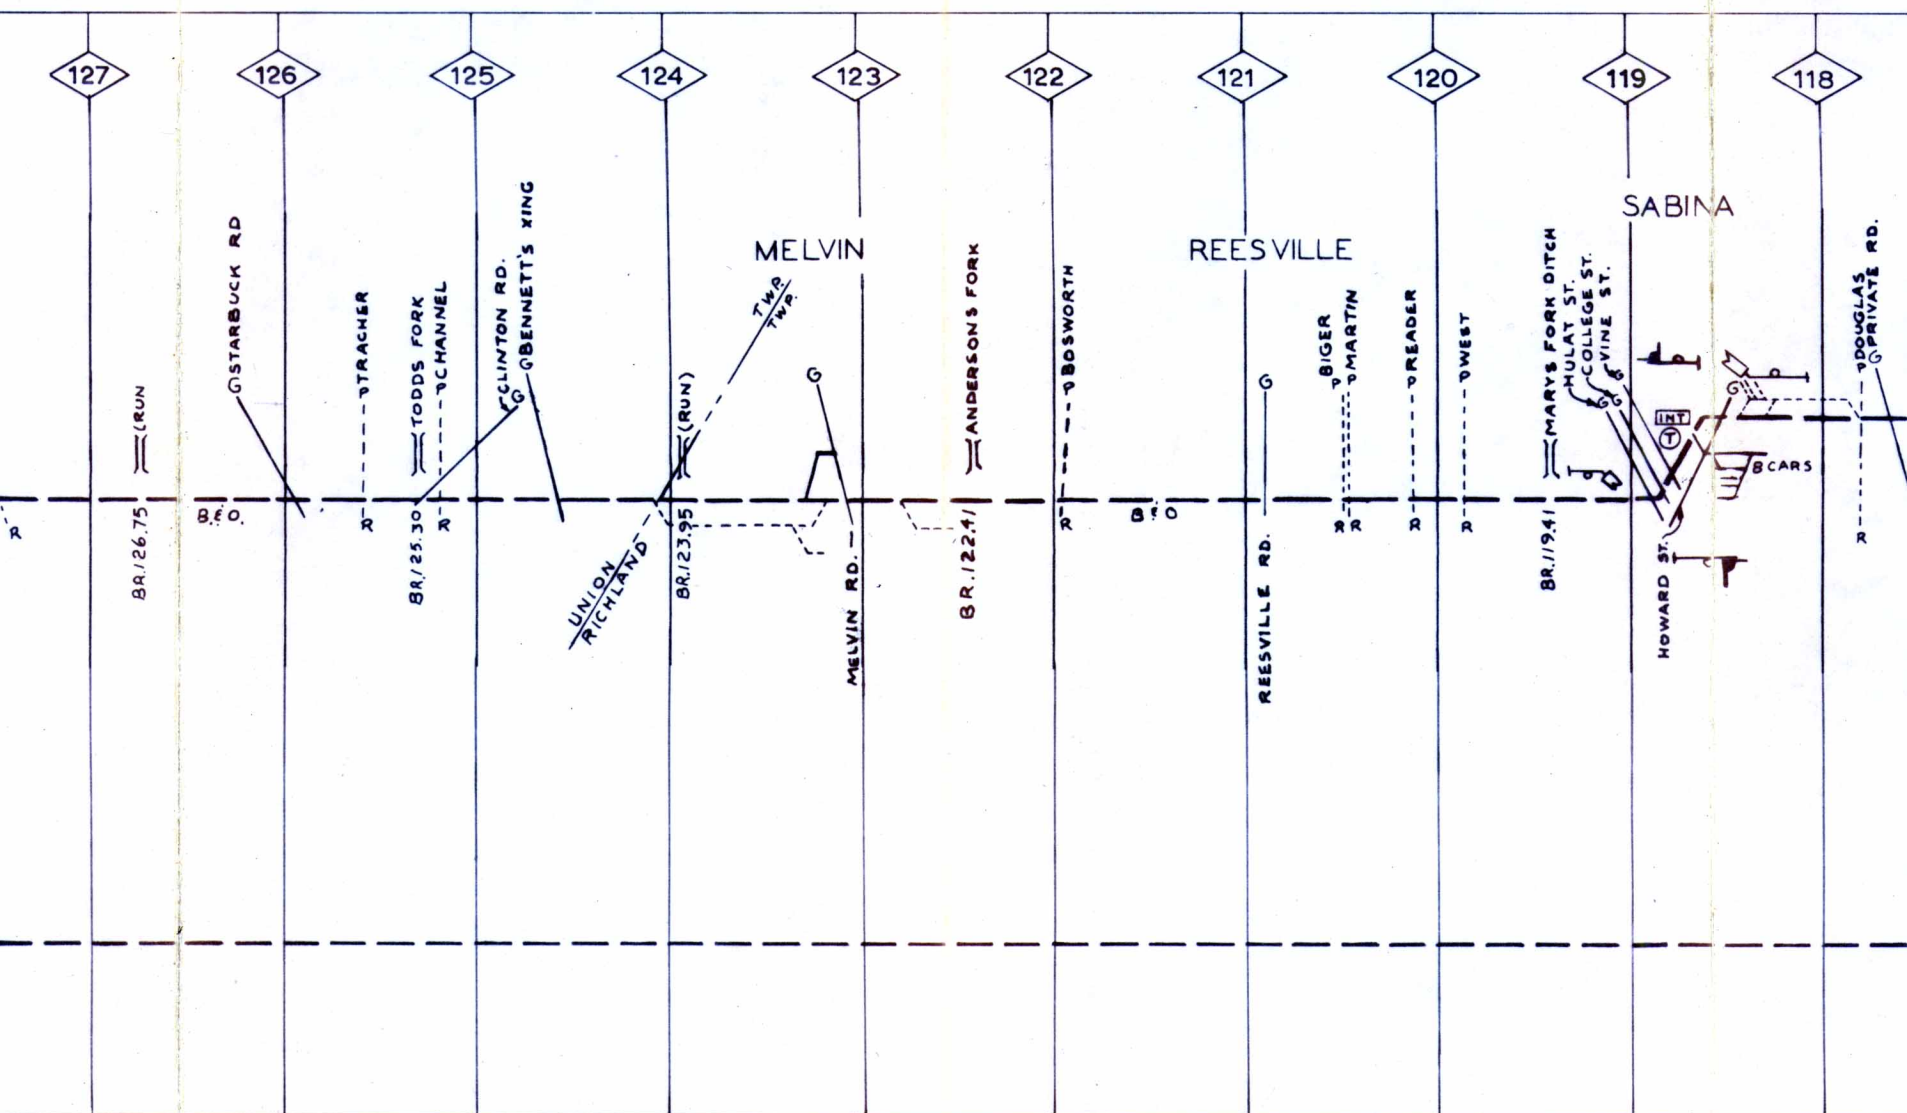 127
126
125
124
123
122
121
120
119
118
SABINA
MELVIN
REESVILLE
(RUN
BR.126.75
B.&O.
G STARBUCK RD
P TRACHER
R
R
TODDS FORK
BR.125.30
P CHANNEL
R
CLINTON RD.
G
G BENNETT'S XING
TWP.
TWP.
UNION
RICHLAND
(RUN)
BR.123.95
G
MELVIN RD.
ANDERSONS FORK
BR.122.41
P BOSWORTH
R
B & O
G
REESVILLE RD.
BIGER
P
R
P MARTIN
R
P READER
R
P WEST
R
MARYS FORK DITCH
BR.119.41
HULAT ST.
COLLEGE ST.
VINE ST.
G
G
G
G
INT
T
8 CARS
HOWARD ST.
P DOUGLAS
G PRIVATE RD.
R